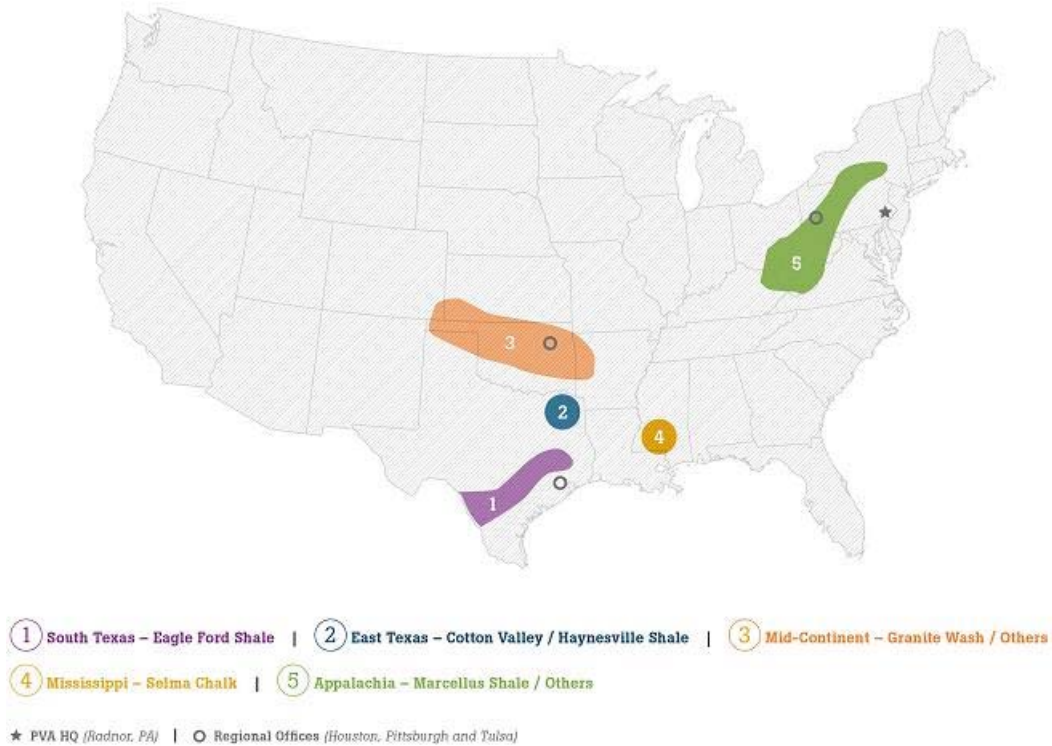 5
3
2
4
1
1 South Texas – Eagle Ford Shale | 2 East Texas – Cotton Valley / Haynesville Shale | 3 Mid-Continent – Granite Wash / Others
4 Mississippi – Selma Chalk | 5 Appalachia – Marcellus Shale / Others
★ PVA HQ (Radnor, PA) | O Regional Offices (Houston, Pittsburgh and Tulsa)